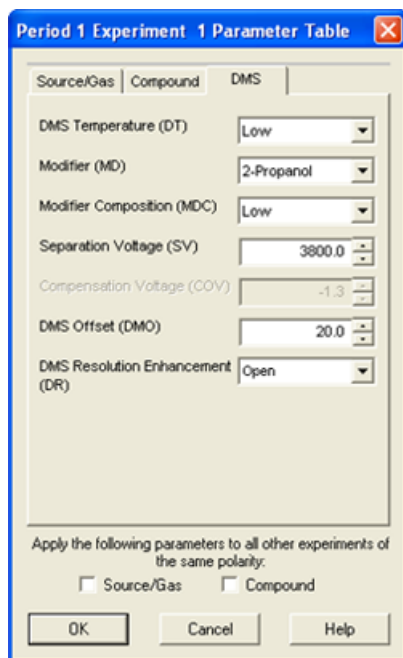 Period 1 Experiment 1 Parameter Table
Source/Gas Compound DMS
DMS Temperature (DT) Low
Modifier (MD) 2-Propanol
Modifier Composition (MDC) Low
Separation Voltage (SV) 3800.0
Compensation Voltage (COV) -1.3
DMS Offset (DMO) 20.0
DMS Resolution Enhancement Open
(DR)
Apply the following parameters to all other experiments of
the same polarity:
Source/Gas Compound
OK Cancel Help